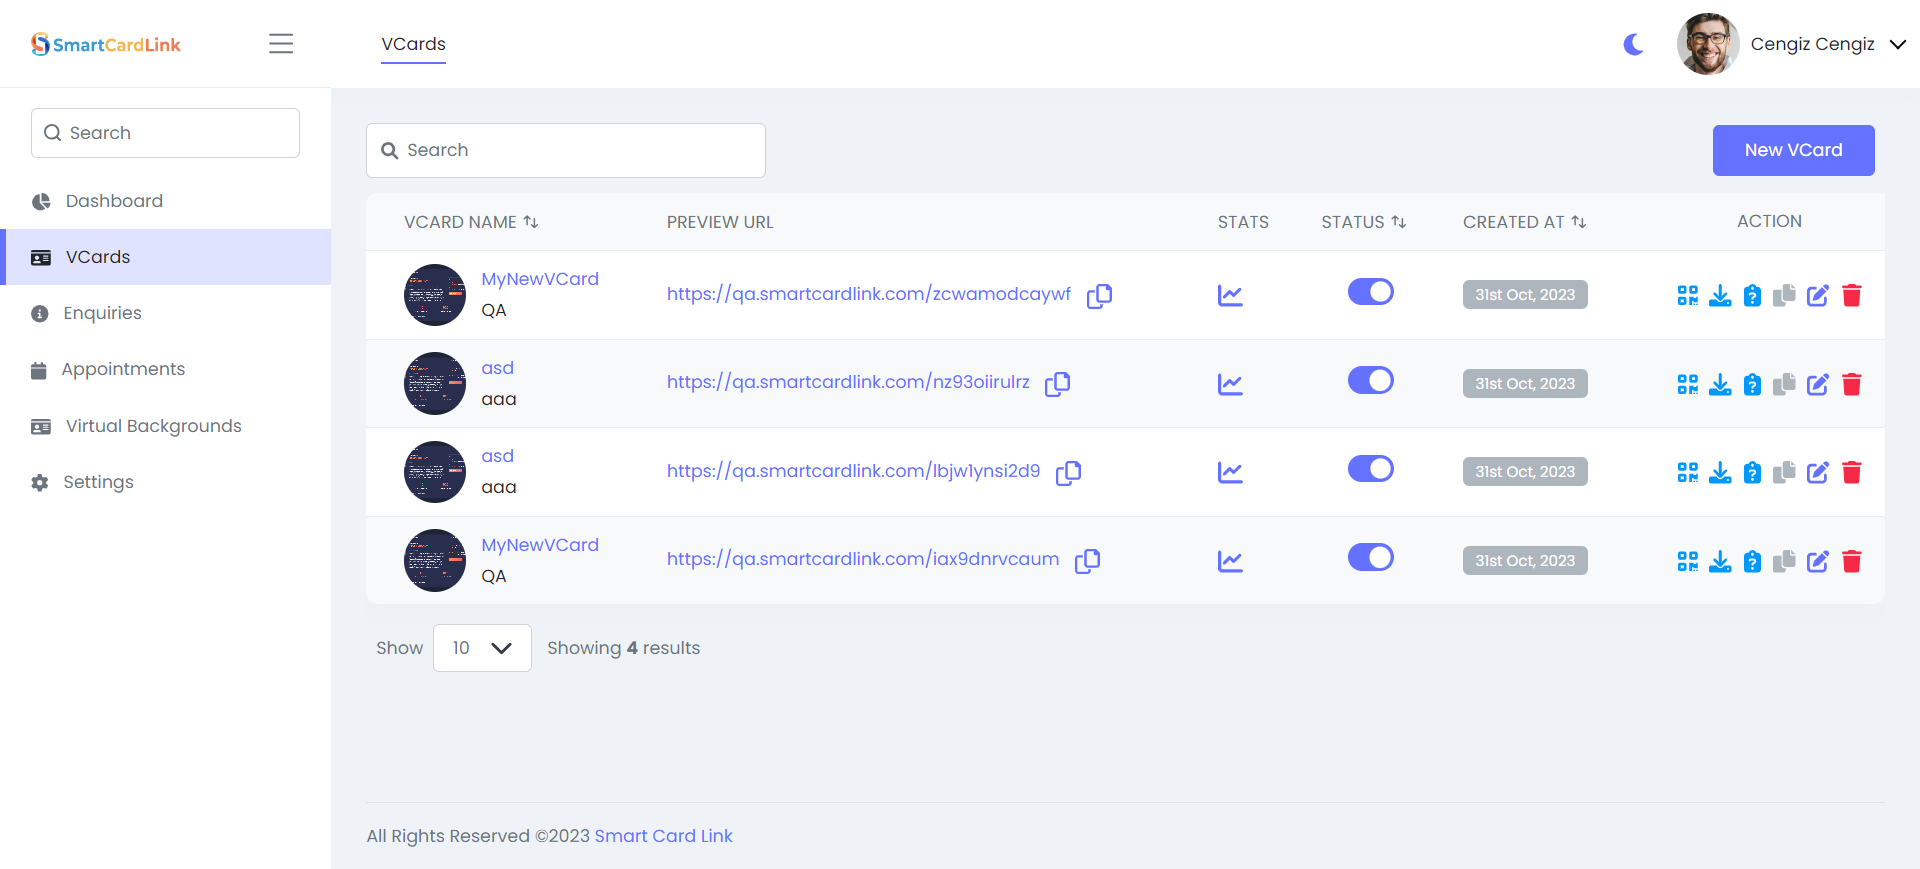 SmartCardLink
VCards
Cengiz Cengiz
Search
Dashboard
VCards
Enquiries
Appointments
Virtual Backgrounds
Settings
Search
New VCard
VCARD NAME PREVIEW URL STATS STATUS CREATED AT ACTION
MyNewVCard
QA
https://qa.smartcardlink.com/zcwamodcaywf
31st Oct, 2023
asd
aaa
https://qa.smartcardlink.com/nz93oiirulrz
31st Oct, 2023
asd
aaa
https://qa.smartcardlink.com/lbjw1ynsi2d9
31st Oct, 2023
MyNewVCard
QA
https://qa.smartcardlink.com/iax9dnrvcaum
31st Oct, 2023
Show 10 Showing 4 results
All Rights Reserved ©2023 Smart Card Link